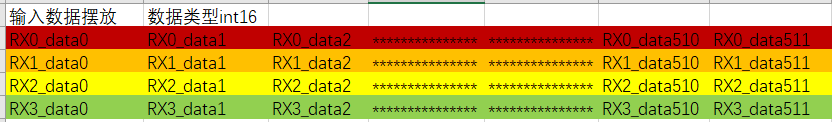 输入数据摆放 数据类型int16
RX0_data0 RX0_data1 RX0_data2 *************** *************** RX0_data510 RX0_data511
RX1_data0 RX1_data1 RX1_data2 *************** *************** RX1_data510 RX1_data511
RX2_data0 RX2_data1 RX2_data2 *************** *************** RX2_data510 RX2_data511
RX3_data0 RX3_data1 RX3_data2 *************** *************** RX3_data510 RX3_data511